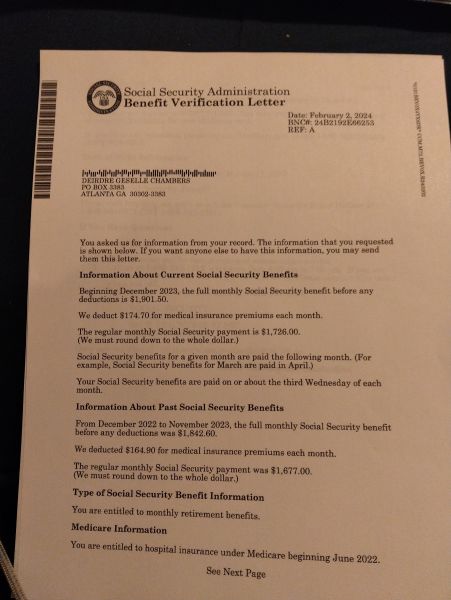 Social Security Administration
Benefit Verification Letter
Date: February 2, 2024
BNC#: 24B2192E66253
REF: A
DEIRDRE GESELLE CHAMBERS
PO BOX 3383
ATLANTA GA 30302-3383
You asked us for information from your record. The information that you requested
is shown below. If you want anyone else to have this information, you may send
them this letter.
Information About Current Social Security Benefits
Beginning December 2023, the full monthly Social Security benefit before any
deductions is $1,901.50.
We deduct $174.70 for medical insurance premiums each month.
The regular monthly Social Security payment is $1,726.00.
(We must round down to the whole dollar.)
Social Security benefits for a given month are paid the following month. (For
example, Social Security benefits for March are paid in April.)
Your Social Security benefits are paid on or about the third Wednesday of each
month.
Information About Past Social Security Benefits
From December 2022 to November 2023, the full monthly Social Security benefit
before any deductions was $1,842.60.
We deducted $164.90 for medical insurance premiums each month.
The regular monthly Social Security payment was $1,677.00.
(We must round down to the whole dollar.)
Type of Social Security Benefit Information
You are entitled to monthly retirement benefits.
Medicare Information
You are entitled to hospital insurance under Medicare beginning June 2022.
See Next Page